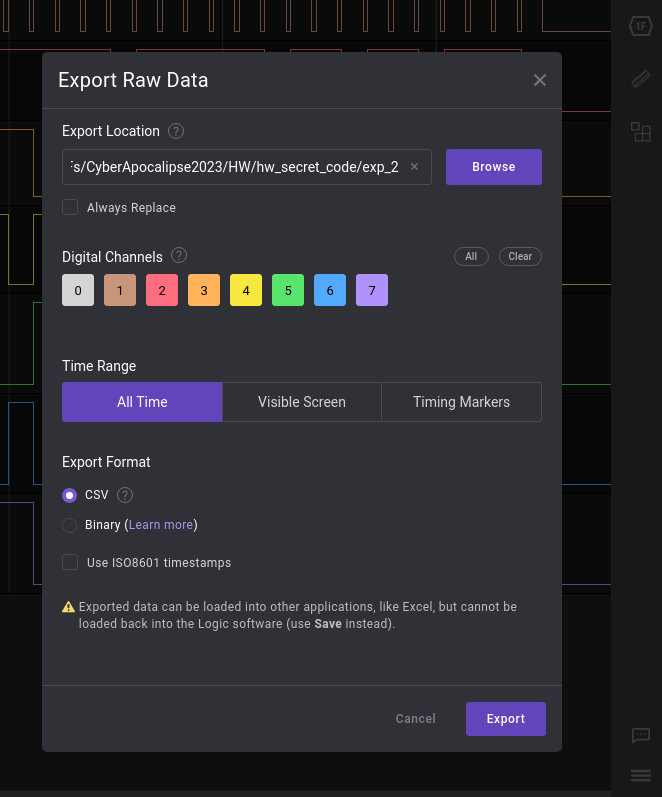 Export Raw Data
Export Location ?
s/CyberApocalipse2023/HW/hw_secret_code/exp_2
Browse
Always Replace
Digital Channels ?
All Clear
0 1 2 3 4 5 6 7
Time Range
All Time Visible Screen Timing Markers
Export Format
CSV ?
Binary (Learn more)
Use ISO8601 timestamps
Exported data can be loaded into other applications, like Excel, but cannot be
loaded back into the Logic software (use Save instead).
Cancel Export
1F